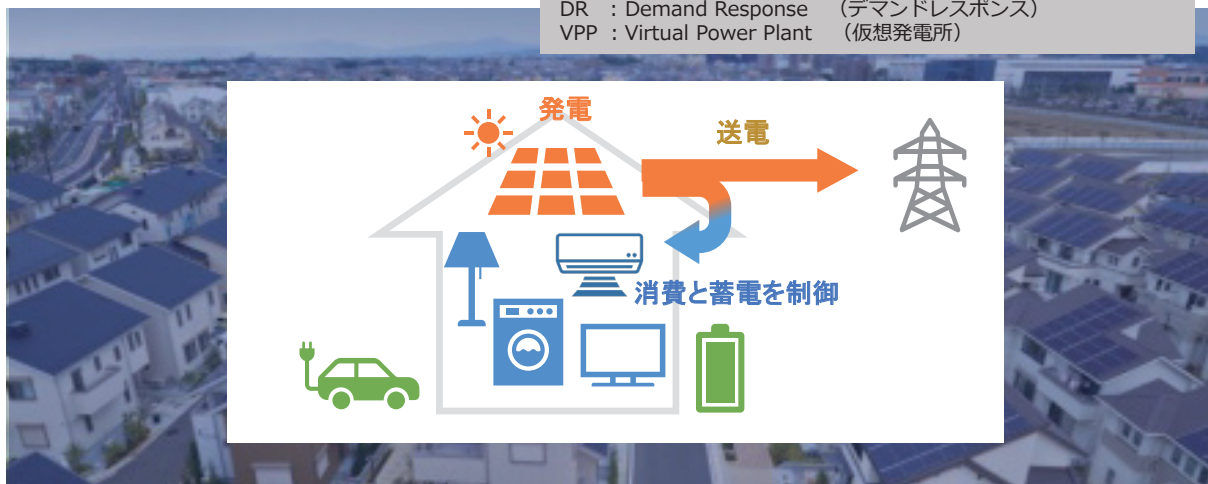 DR : Demand Response （デマンドレスポンス）
VPP : Virtual Power Plant （仮想発電所）
発電
送電
消費と蓄電を制御